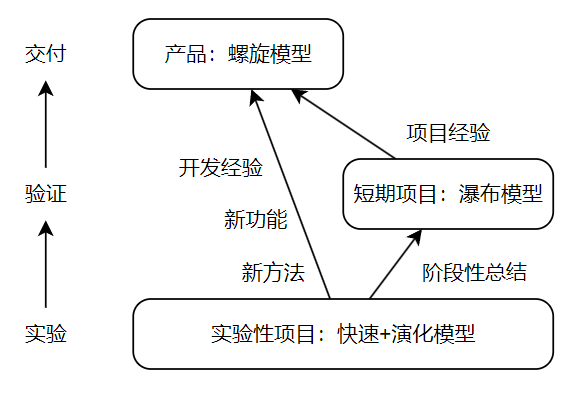 交付
产品：螺旋模型
项目经验
开发经验
验证
短期项目：瀑布模型
新功能
新方法
阶段性总结
实验
实验性项目：快速+演化模型